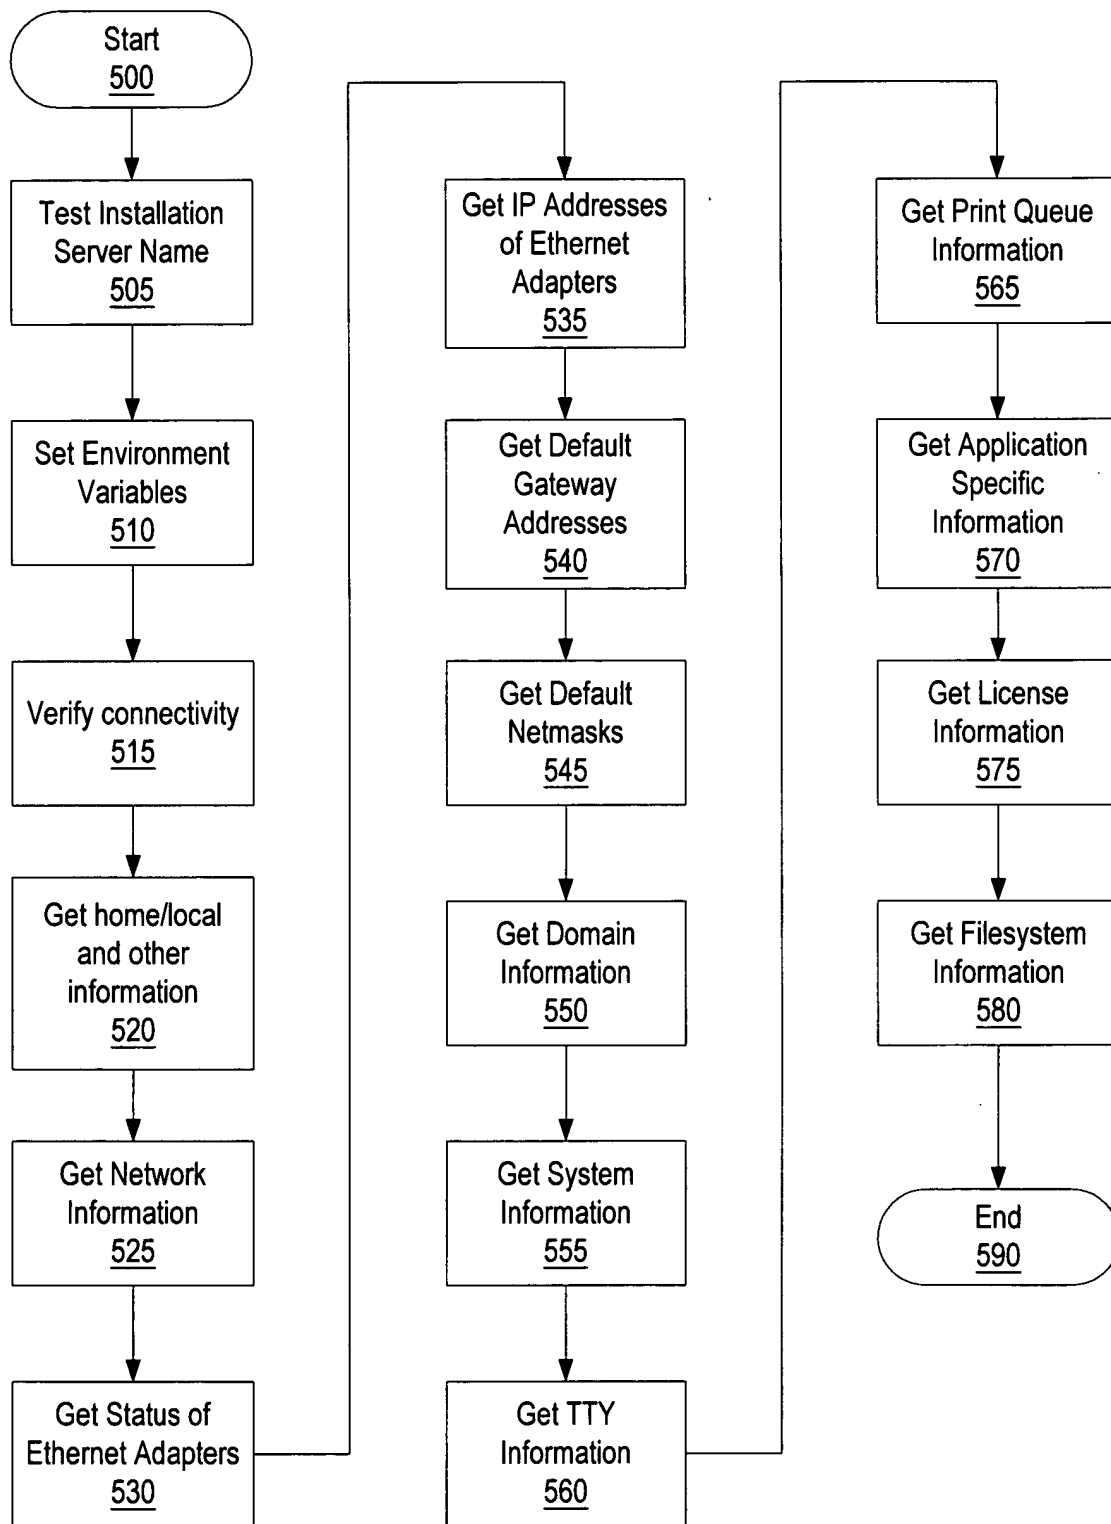 Start
500
Test Installation
Server Name
505
Set Environment
Variables
510
Verify connectivity
515
Get home/local
and other
information
520
Get Network
Information
525
Get Status of
Ethernet Adapters
530
Get IP Addresses
of Ethernet
Adapters
535
Get Default
Gateway
Addresses
540
Get Default
Netmasks
545
Get Domain
Information
550
Get System
Information
555
Get TTY
Information
560
Get Print Queue
Information
565
Get Application
Specific
Information
570
Get License
Information
575
Get Filesystem
Information
580
End
590